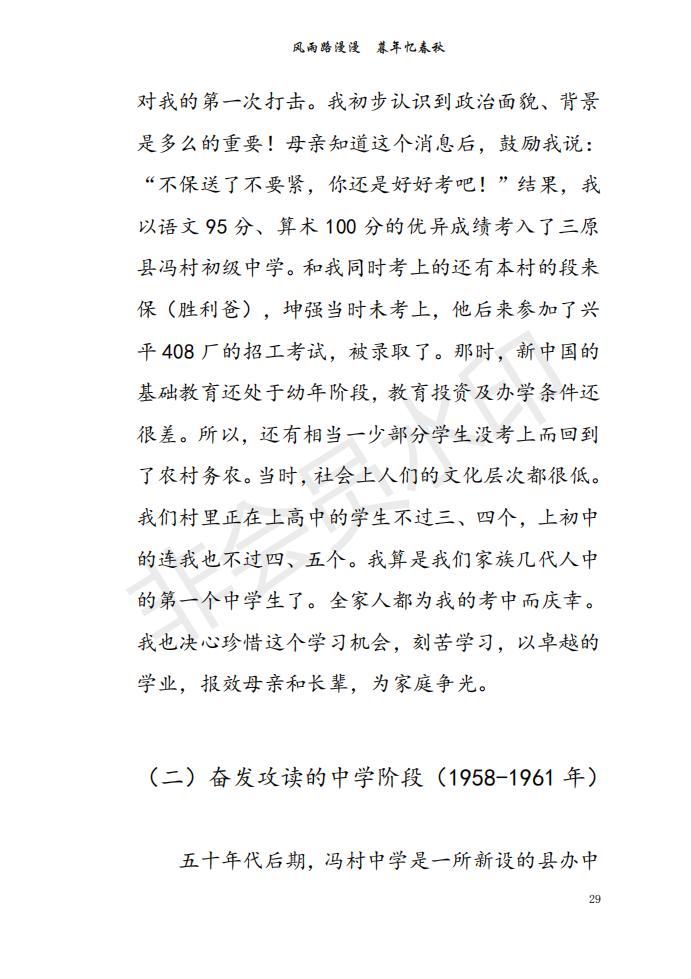 风雨路漫漫 暮年忆春秋
对我的第一次打击。我初步认识到政治面貌、背景
是多么的重要！母亲知道这个消息后，鼓励我说：
“不保送了不要紧，你还是好好考吧！”结果，我
以语文 95 分、算术 100 分的优异成绩考入了三原
县冯村初级中学。和我同时考上的还有本村的段来
保（胜利爸），坤强当时未考上，他后来参加了兴
平 408 厂的招工考试，被录取了。那时，新中国的
基础教育还处于幼年阶段，教育投资及办学条件还
很差。所以，还有相当一少部分学生没考上而回到
了农村务农。当时，社会上人们的文化层次都很低。
我们村里正在上高中的学生不过三、四个，上初中
的连我也不过四、五个。我算是我们家族几代人中
的第一个中学生了。全家人都为我的考中而庆幸。
我也决心珍惜这个学习机会，刻苦学习，以卓越的
学业，报效母亲和长辈，为家庭争光。
（二）奋发攻读的中学阶段（1958-1961 年）
五十年代后期，冯村中学是一所新设的县办中
29
非会员水印